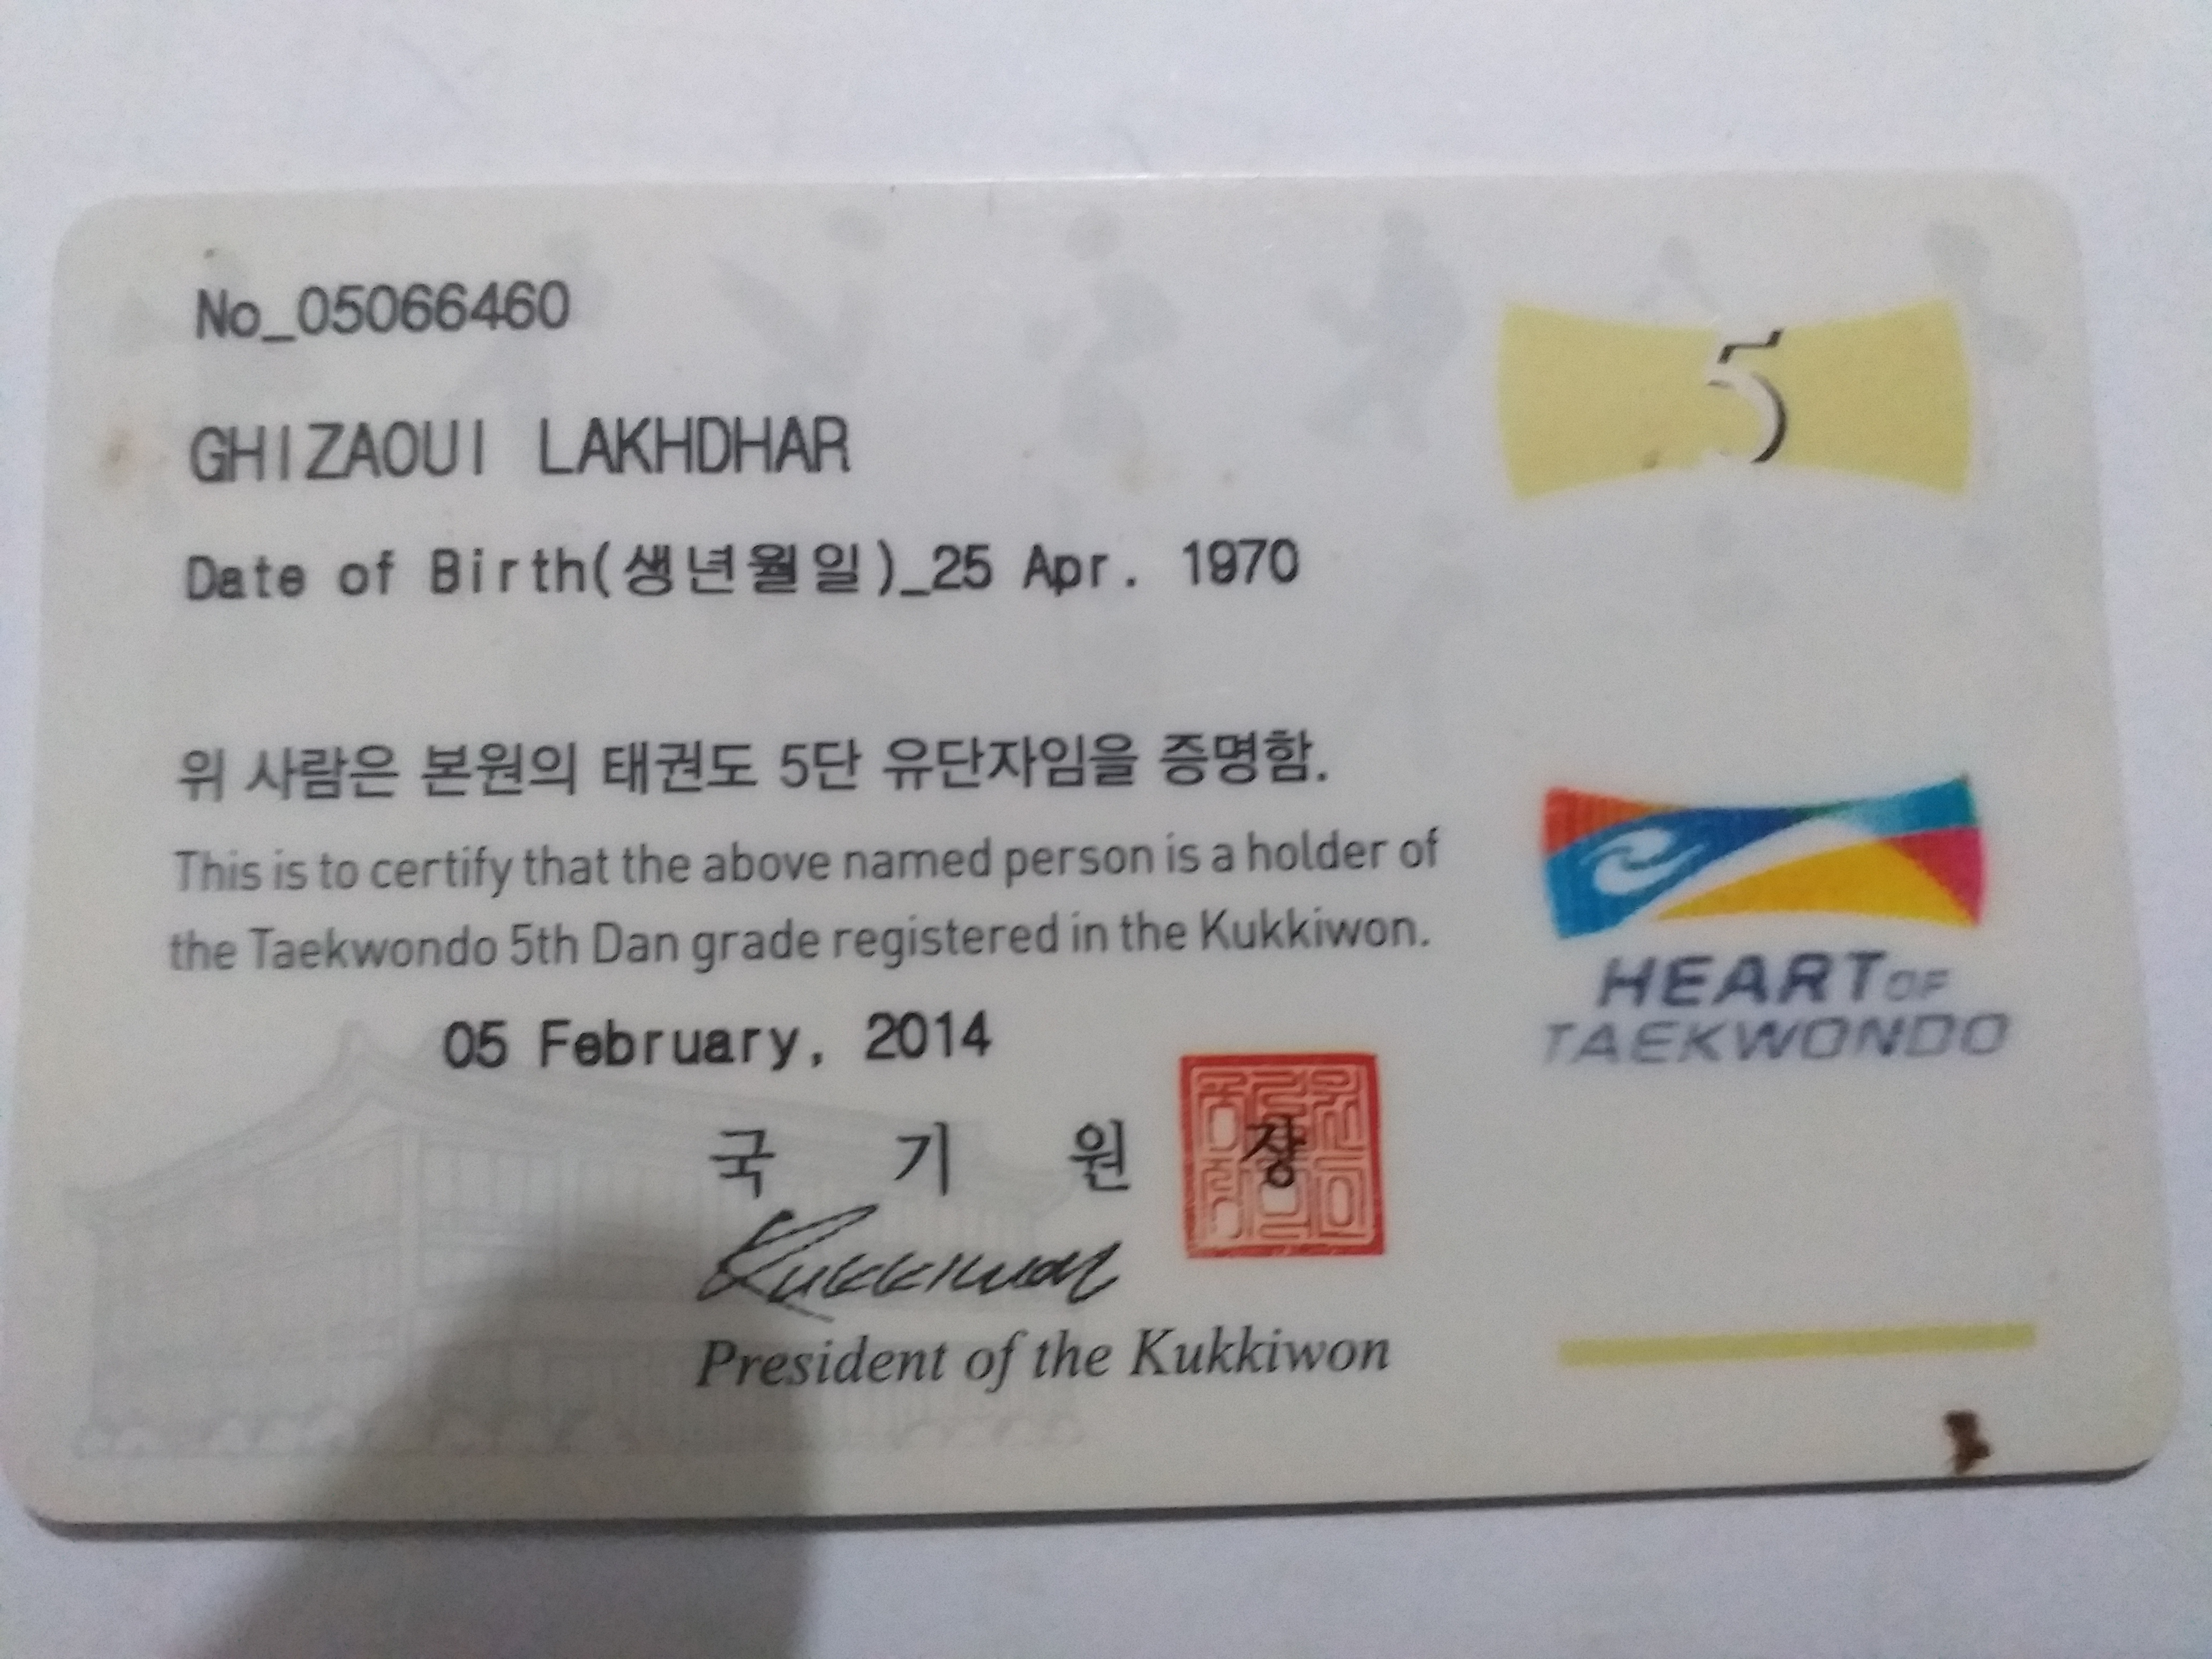 No_05066460
5
GHIZAOUI LAKHDHAR
Date of Birth(생년월일)_25 Apr. 1970
위 사람은 본원의 태권도 5단 유단자임을 증명함.
This is to certify that the above named person is a holder of
the Taekwondo 5th Dan grade registered in the Kukkiwon.
HEART OF
TAEKWONDO
05 February, 2014
국 기 원 장
Kukkiwon
President of the Kukkiwon